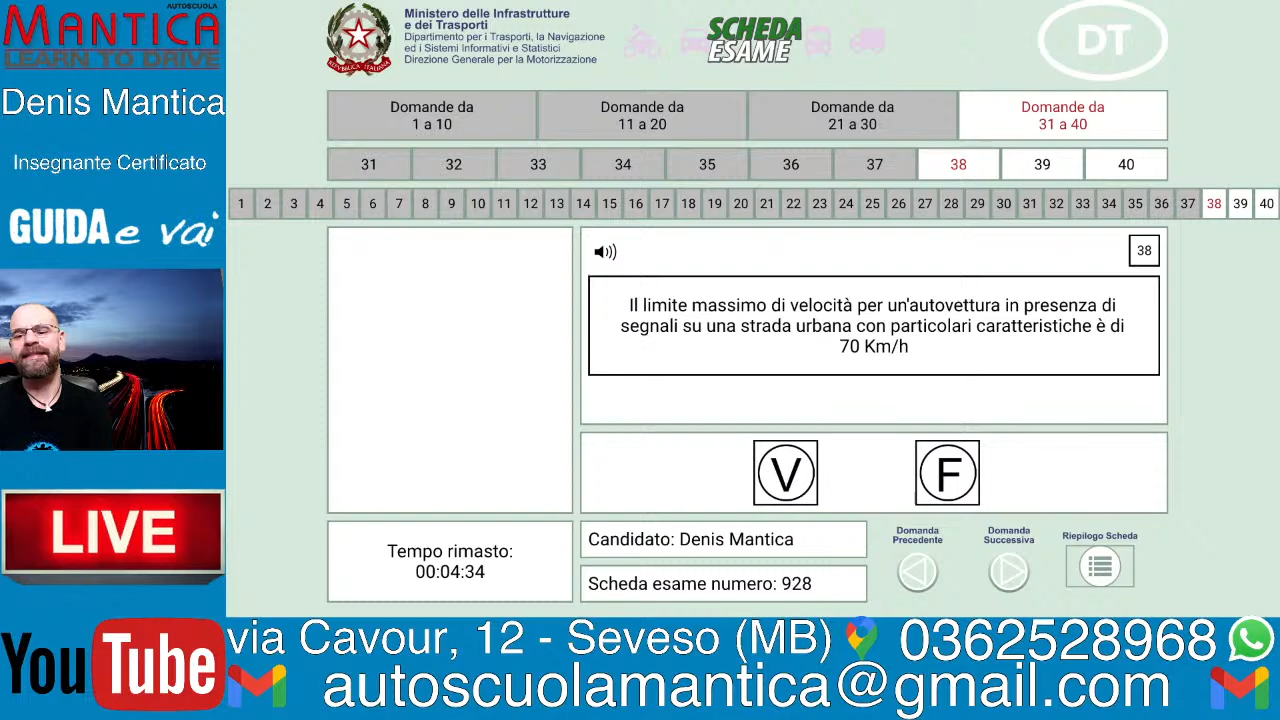 AUTOSCUOLA
MANTICA
LEARN TO DRIVE
Denis Mantica
Insegnante Certificato
GUIDA e vai
LIVE
YouTube
Ministero delle Infrastrutture
e dei Trasporti
Dipartimento per i Trasporti, la Navigazione
ed i Sistemi Informativi e Statistici
Direzione Generale per la Motorizzazione
SCHEDA
ESAME
DT
Domande da
1 a 10
Domande da
11 a 20
Domande da
21 a 30
Domande da
31 a 40
31 32 33 34 35 36 37 38 39 40
1 2 3 4 5 6 7 8 9 10 11 12 13 14 15 16 17 18 19 20 21 22 23 24 25 26 27 28 29 30 31 32 33 34 35 36 37 38 39 40
38
Il limite massimo di velocità per un'autovettura in presenza di
segnali su una strada urbana con particolari caratteristiche è di
70 Km/h
V F
Tempo rimasto:
00:04:34
Candidato: Denis Mantica
Scheda esame numero: 928
Domanda
Precedente
Domanda
Successiva
Riepilogo Scheda
via Cavour, 12 - Seveso (MB) 0362528968
autoscuolamantica@gmail.com